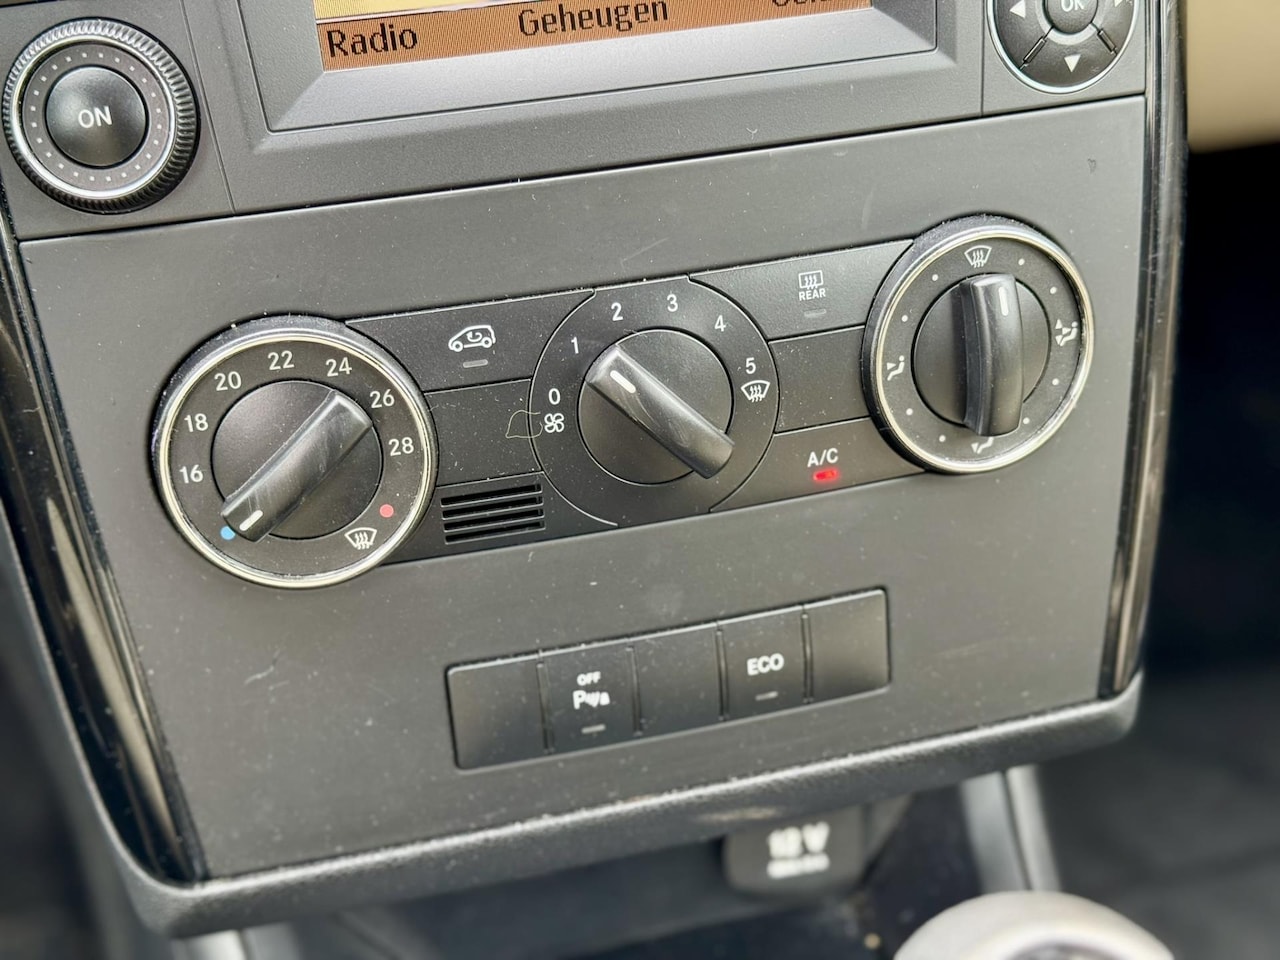 Radio Geheugen
OK
ON
REAR
16 18 20 22 24 26 28
0 1 2 3 4 5
A/C
OFF
ECO
12 V